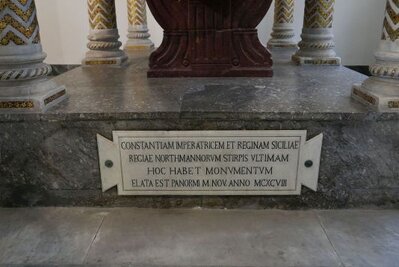 CONSTANTIAM IMPERATRICEM ET REGINAM SICILIAE
REGIAE NORTHMANNORVM STIRPIS VLTIMAM
HOC HABET MONVMENTVM
ELATA EST PANORMI M NOV. ANNO MCXCVIII